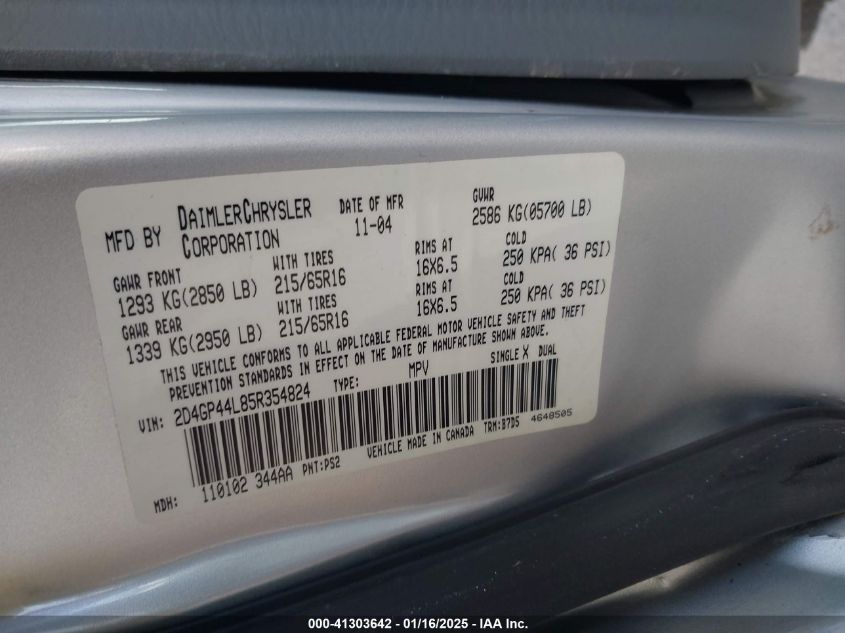 MFD BY DAIMLERCHRYSLER CORPORATION DATE OF MFR 11-04 GVWR 2586 KG(05700 LB)
GAWR FRONT WITH TIRES RIMS AT COLD
1293 KG(2850 LB) 215/65R16 16X6.5 250 KPA( 36 PSI)
GAWR REAR WITH TIRES RIMS AT COLD
1339 KG(2950 LB) 215/65R16 16X6.5 250 KPA( 36 PSI)
THIS VEHICLE CONFORMS TO ALL APPLICABLE FEDERAL MOTOR VEHICLE SAFETY AND THEFT
PREVENTION STANDARDS IN EFFECT ON THE DATE OF MANUFACTURE SHOWN ABOVE.
VIN: 2D4GP44L85R354824 TYPE: MPV SINGLE X DUAL
MDH: 110102 344AA PNT:PS2 VEHICLE MADE IN CANADA TRM:B7D5 4648505
000-41303642 / 01/16/2025 - IAA Inc.